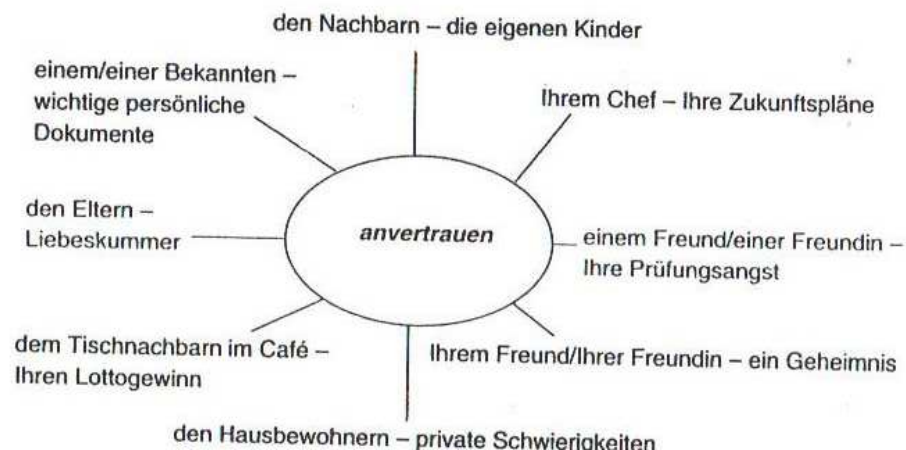 den Nachbarn – die eigenen Kinder
einem/einer Bekannten –
wichtige persönliche
Dokumente
Ihrem Chef – Ihre Zukunftspläne
den Eltern –
Liebeskummer
anvertrauen
einem Freund/einer Freundin –
Ihre Prüfungsangst
dem Tischnachbarn im Café –
Ihren Lottogewinn
Ihrem Freund/Ihrer Freundin – ein Geheimnis
den Hausbewohnern – private Schwierigkeiten